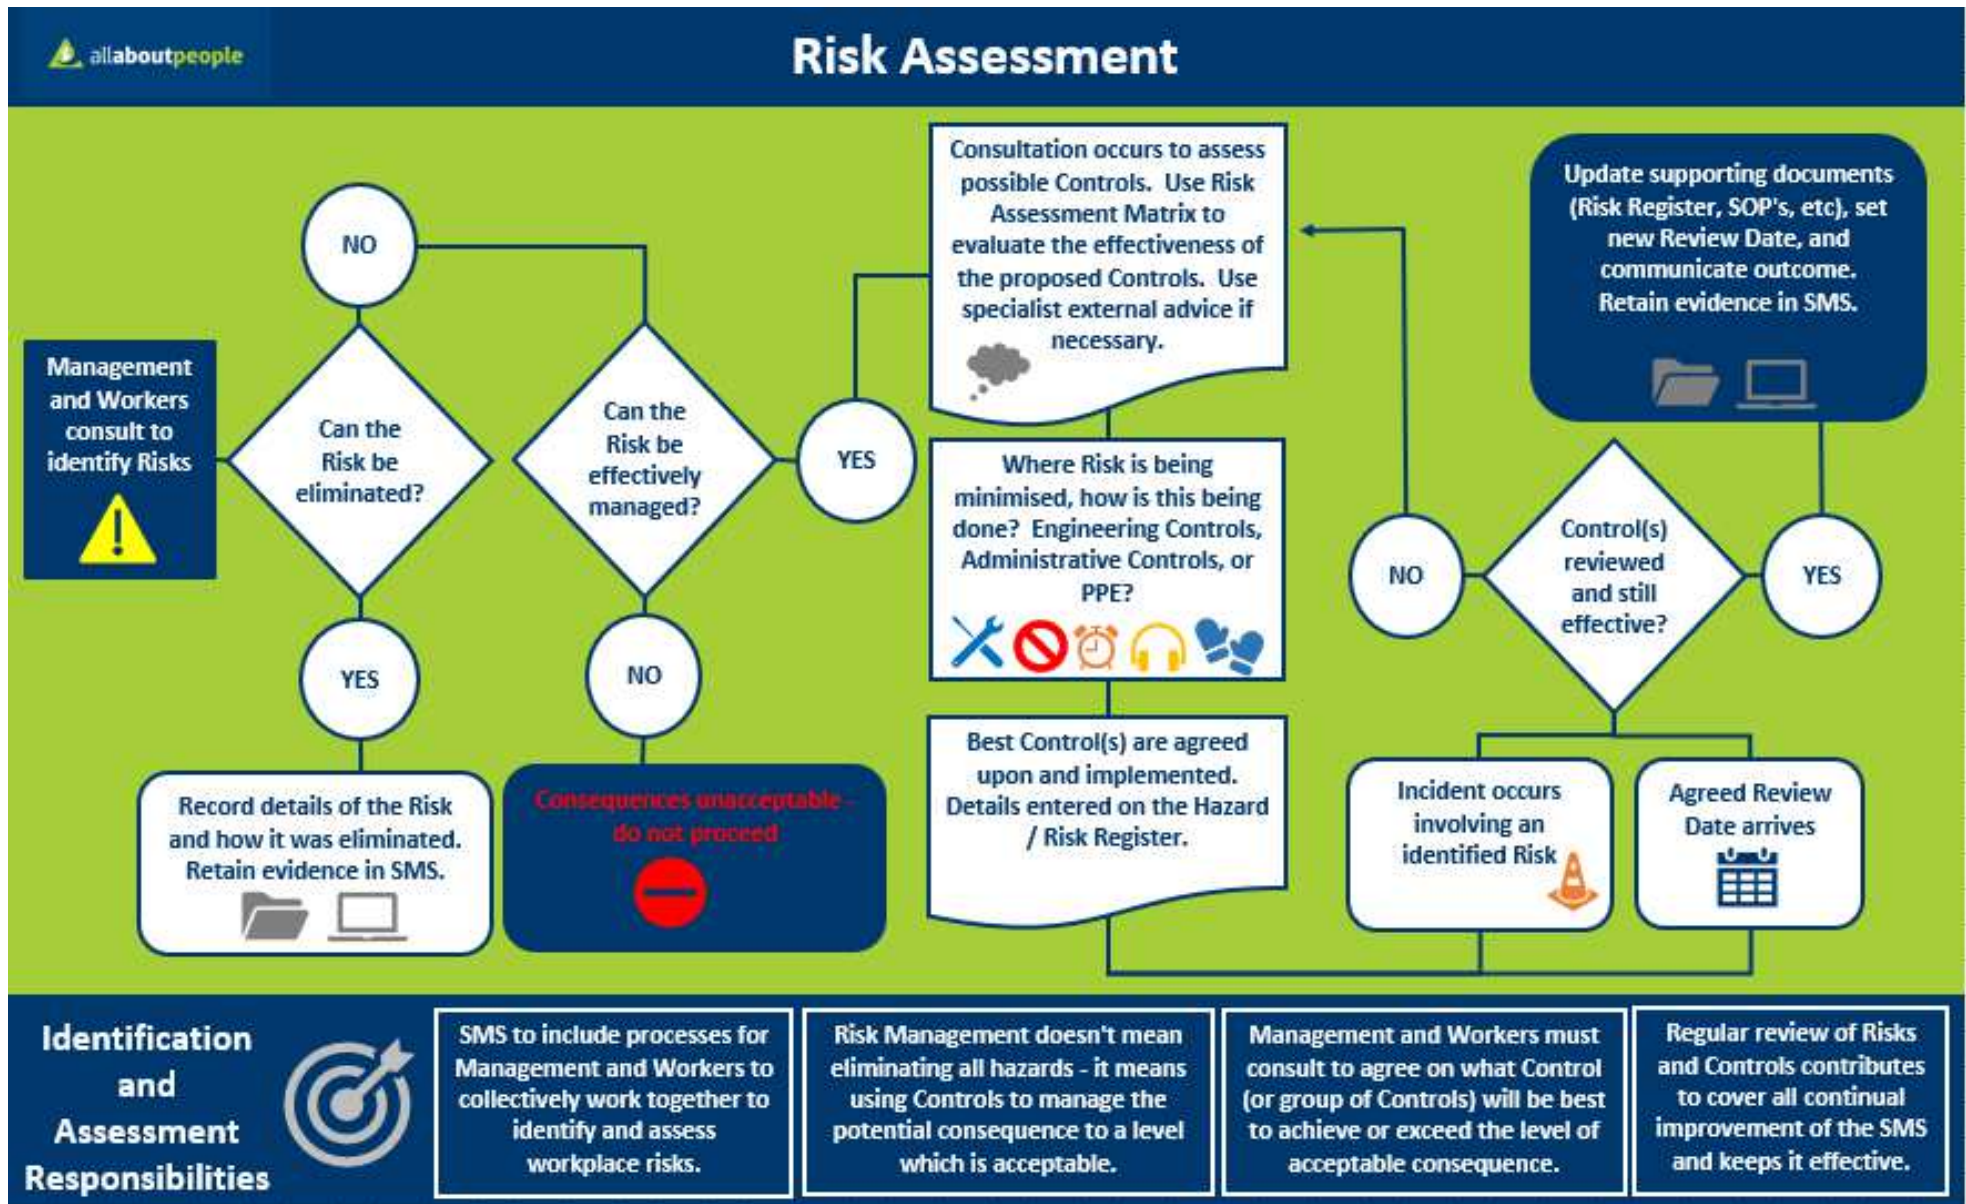 allaboutpeople
Risk Assessment
Management
and Workers
consult to
identify Risks
NO
Can the
Risk be
eliminated?
YES
Record details of the Risk
and how it was eliminated.
Retain evidence in SMS.
Can the
Risk be
effectively
managed?
NO
Consequences unacceptable -
do not proceed
YES
Consultation occurs to assess
possible Controls. Use Risk
Assessment Matrix to
evaluate the effectiveness of
the proposed Controls. Use
specialist external advice if
necessary.
Where Risk is being
minimised, how is this being
done? Engineering Controls,
Administrative Controls, or
PPE?
Best Control(s) are agreed
upon and implemented.
Details entered on the Hazard
/ Risk Register.
Incident occurs
involving an
identified Risk
Agreed Review
Date arrives
Control(s)
reviewed
and still
effective?
NO
YES
Update supporting documents
(Risk Register, SOP's, etc), set
new Review Date, and
communicate outcome.
Retain evidence in SMS.
Identification
and
Assessment
Responsibilities
SMS to include processes for
Management and Workers to
collectively work together to
identify and assess
workplace risks.
Risk Management doesn't mean
eliminating all hazards - it means
using Controls to manage the
potential consequence to a level
which is acceptable.
Management and Workers must
consult to agree on what Control
(or group of Controls) will be best
to achieve or exceed the level of
acceptable consequence.
Regular review of Risks
and Controls contributes
to cover all continual
improvement of the SMS
and keeps it effective.